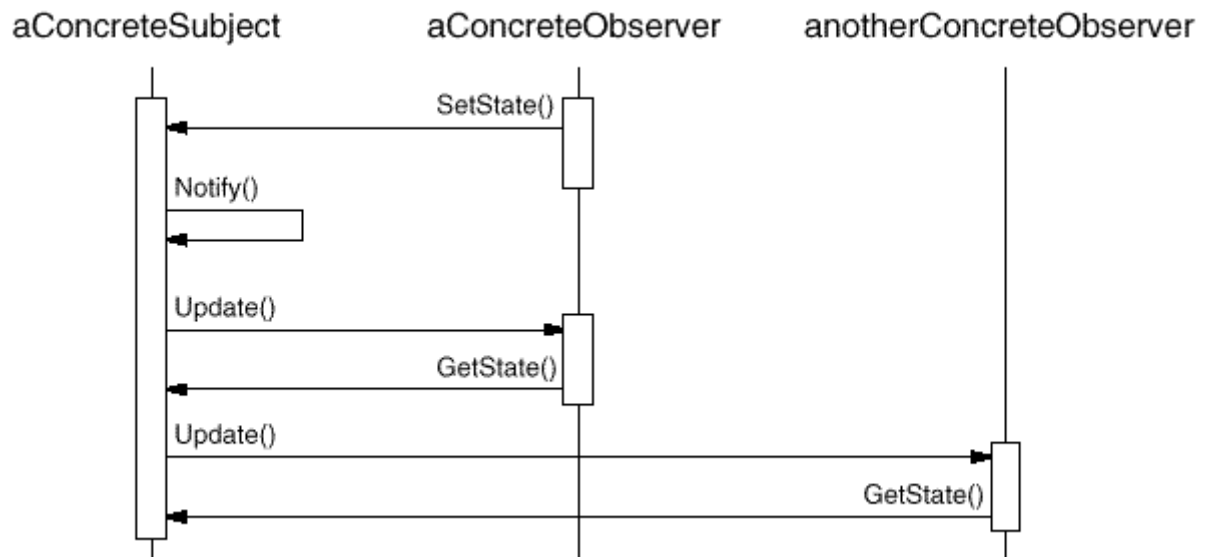 aConcreteSubject aConcreteObserver anotherConcreteObserver
SetState()
Notify()
Update()
GetState()
Update()
GetState()